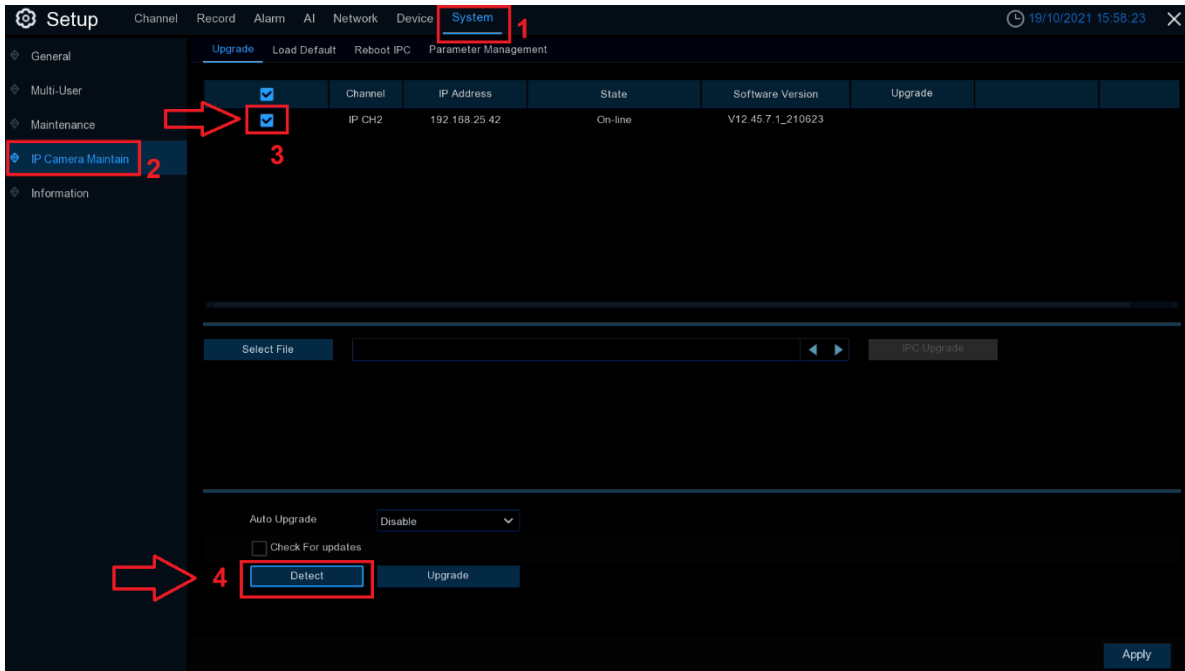 Setup Channel Record Alarm AI Network Device System 1 19/10/2021 15:58:23
General
Multi-User
Maintenance
IP Camera Maintain 2
Information
Upgrade Load Default Reboot IPC Parameter Management
Channel IP Address State Software Version Upgrade
IP CH2 192.168.25.42 On-line V12.45.7.1_210623
3
Select File IPC Upgrade
Auto Upgrade Disable
Check For updates
4 Detect Upgrade
Apply